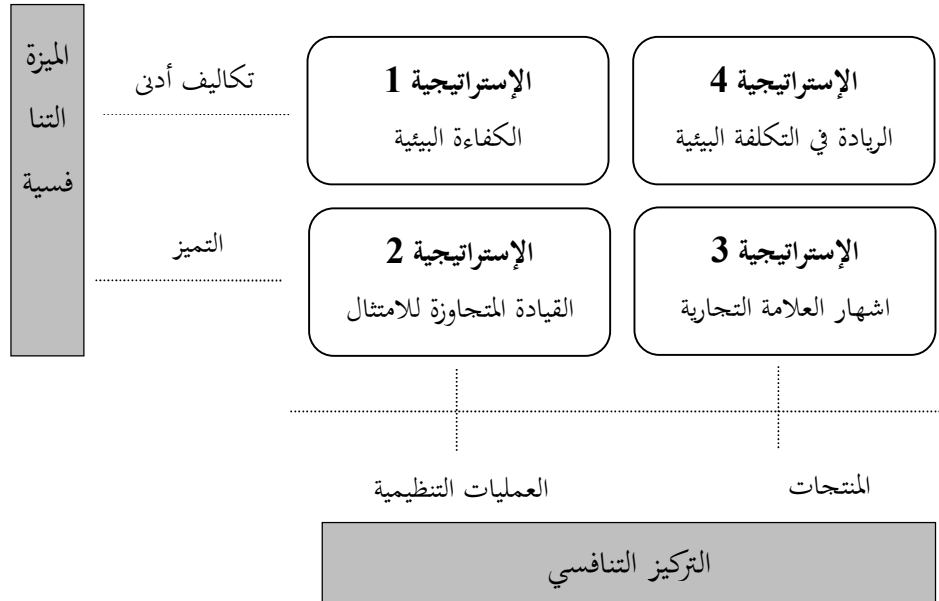 الميزة
التنا
فسية
تكاليف أدنى
التميز
الإستراتيجية 1
الكفاءة البيئية
الإستراتيجية 4
الريادة في التكلفة البيئية
الإستراتيجية 2
القيادة المتجاوزة للامتثال
الإستراتيجية 3
اشهار العلامة التجارية
العمليات التنظيمية
المنتجات
التركيز التنافسي